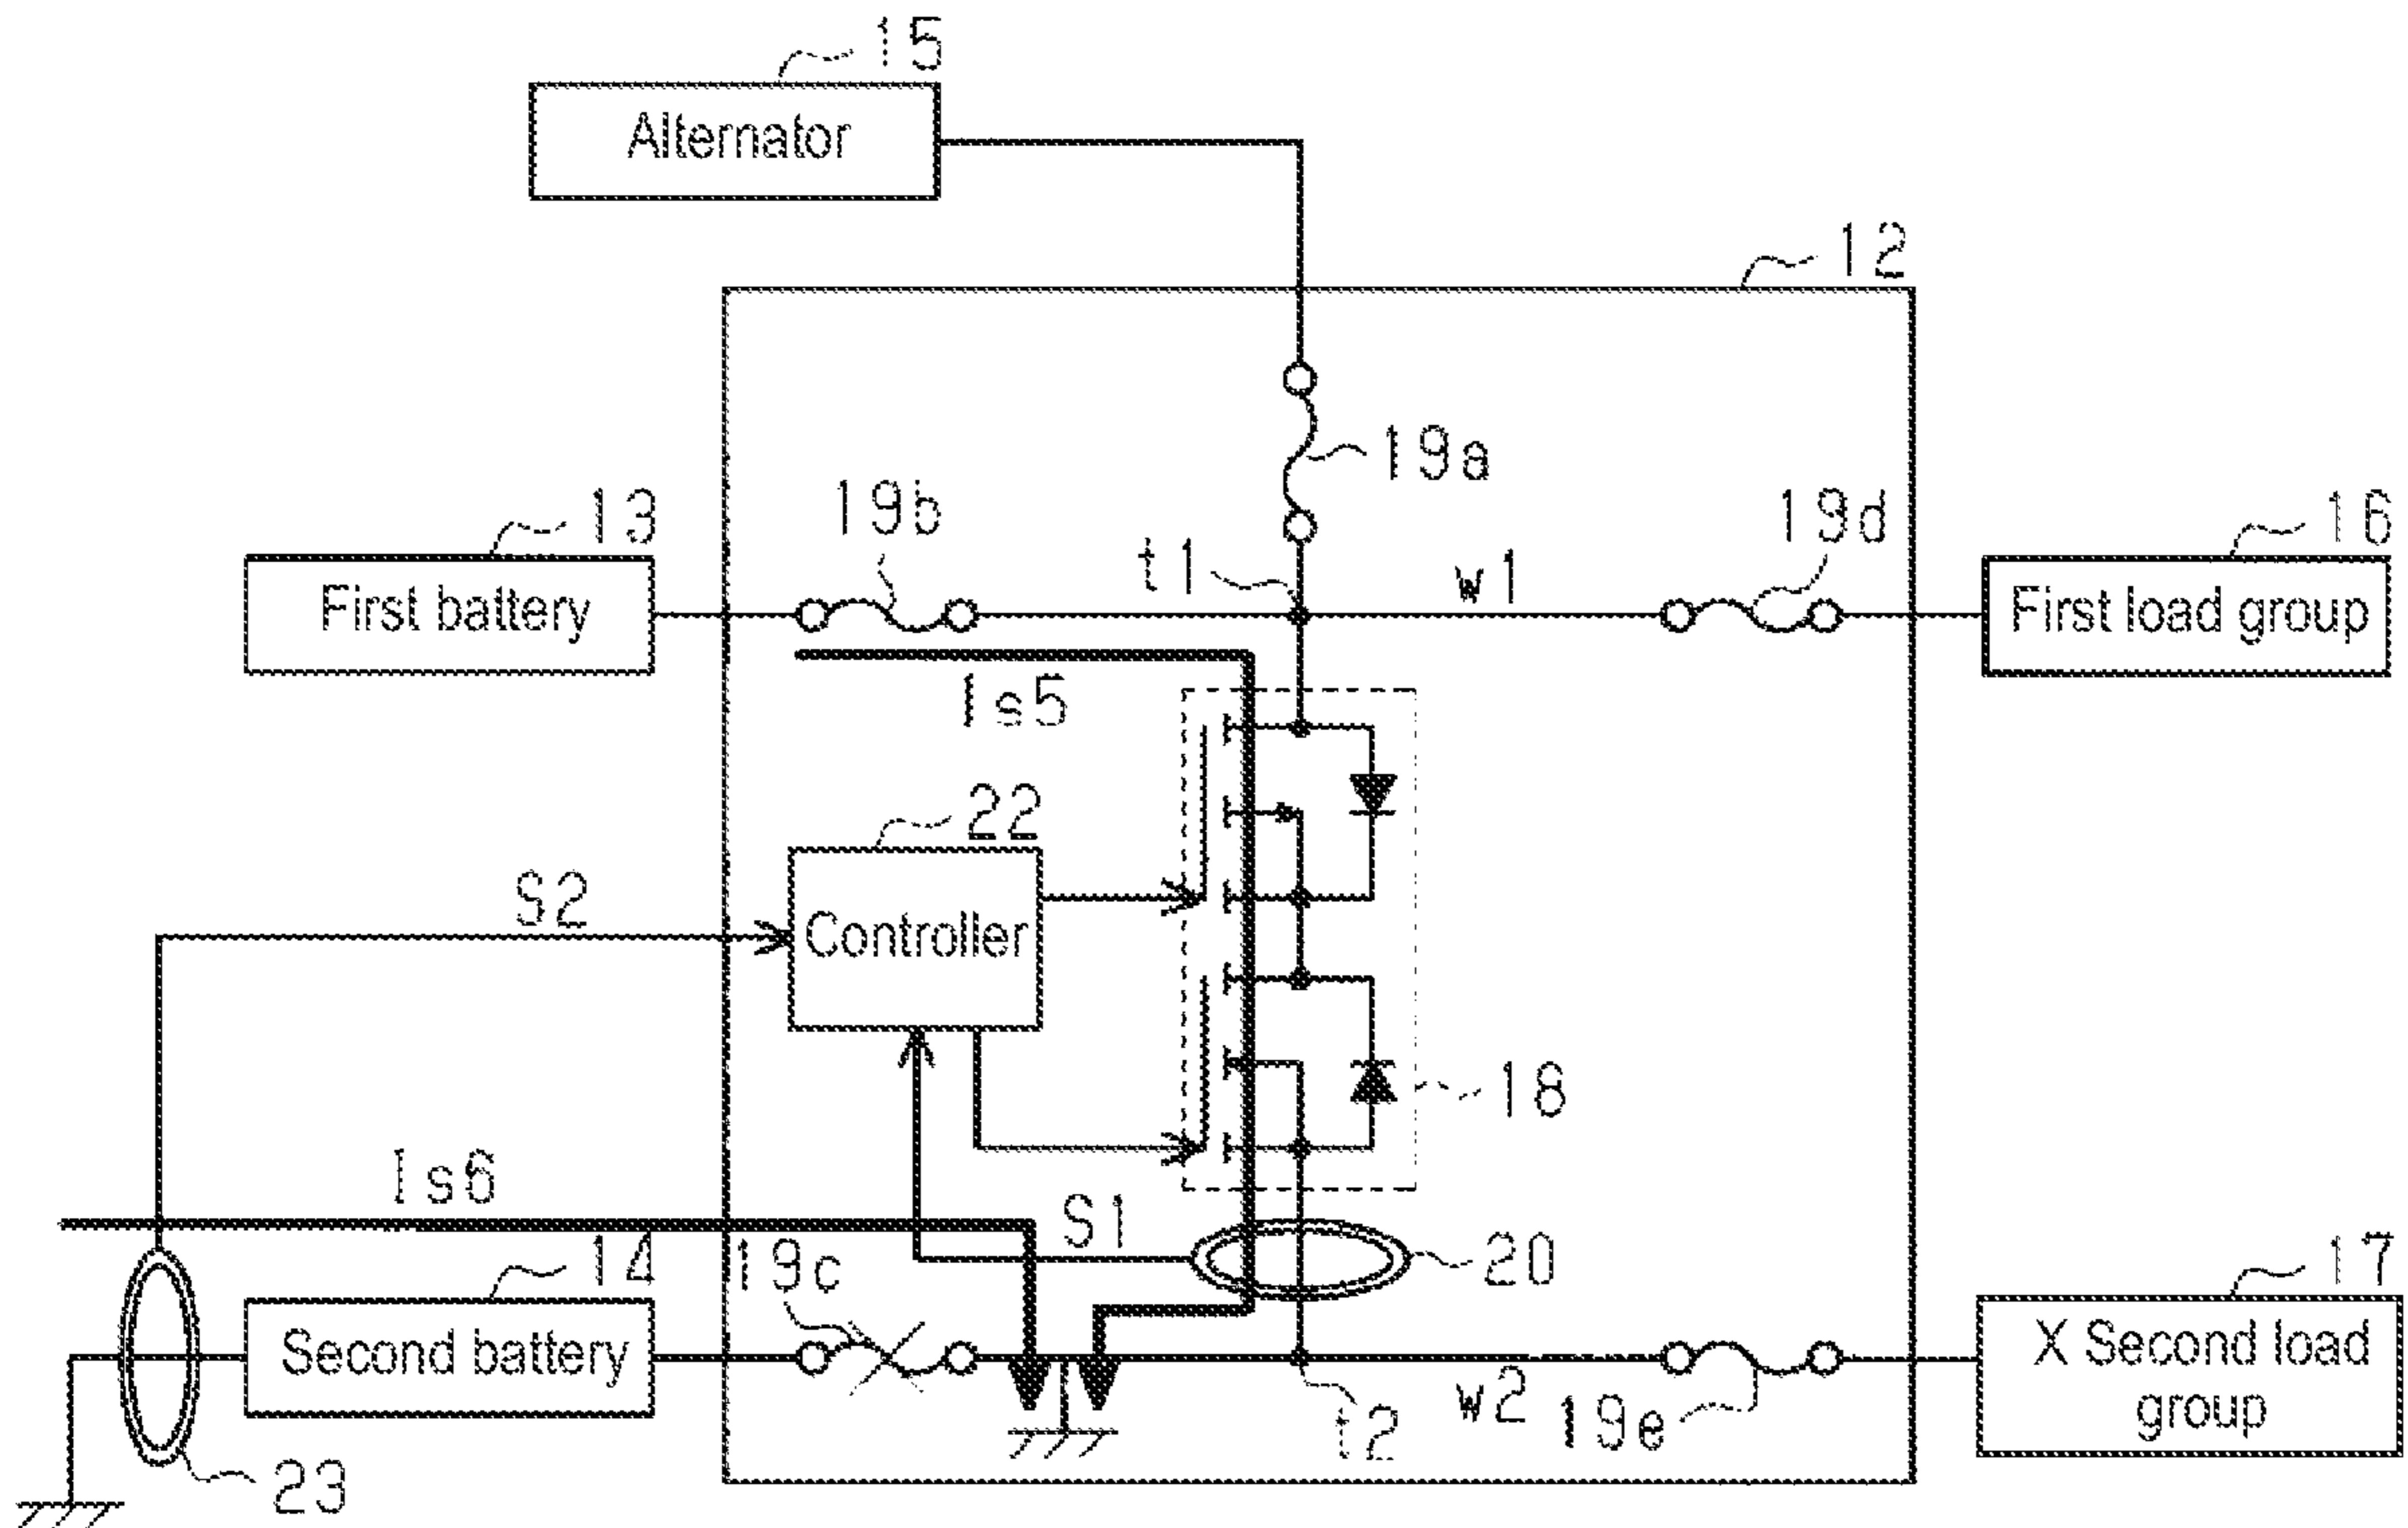 15
Alternator
12
19a
13
19b
19d
16
t1
w1
First battery
First load group
Is5
22
S2
Controller
18
Is6
S1
14
19c
20
17
Second battery
X Second load
group
w2
19e
t2
23